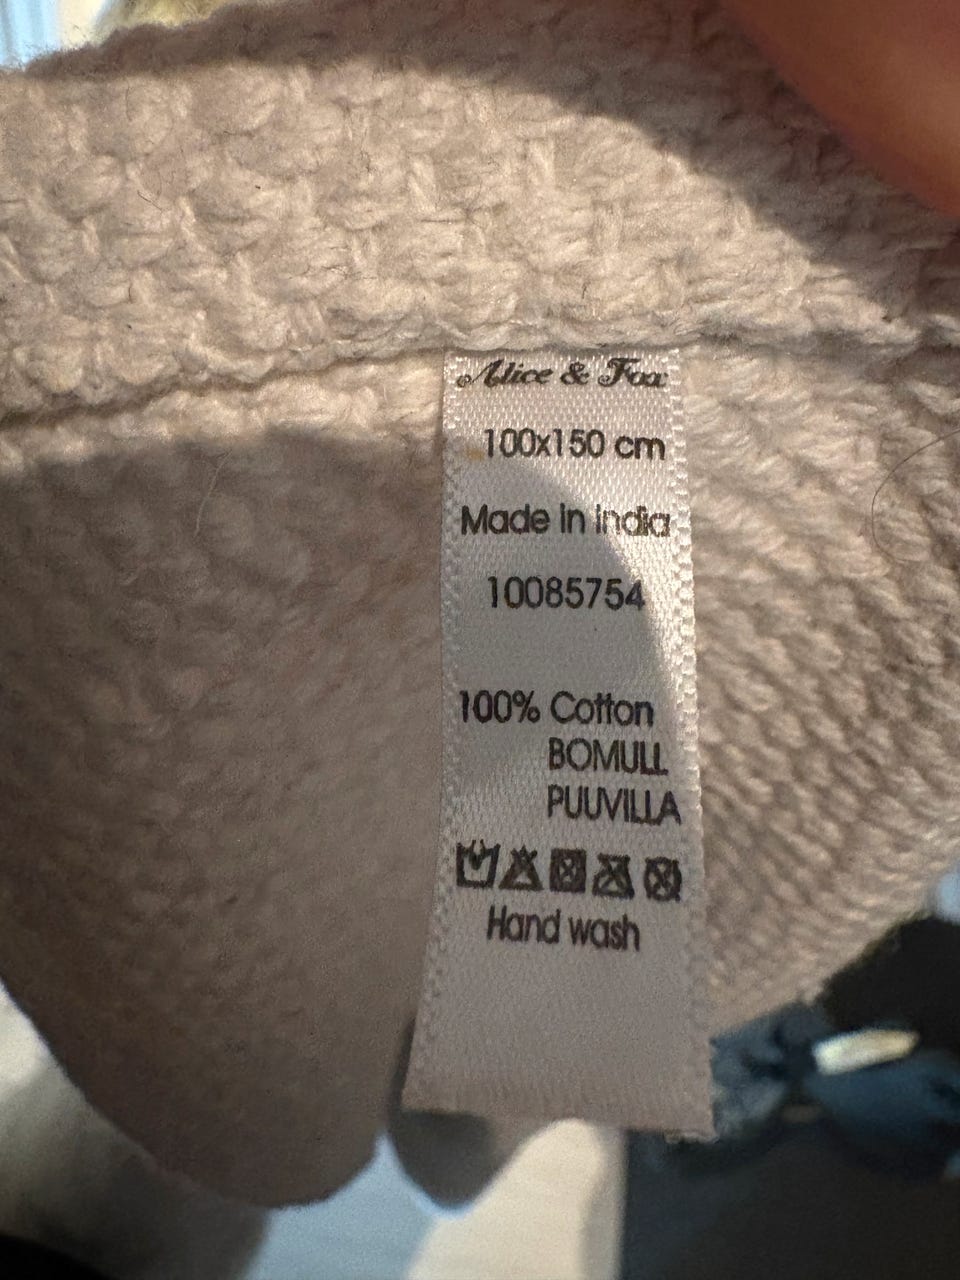 Alice & Fox
100x150 cm
Made in India
10085754
100% Cotton
BOMULL
PUUVILLA
Hand wash